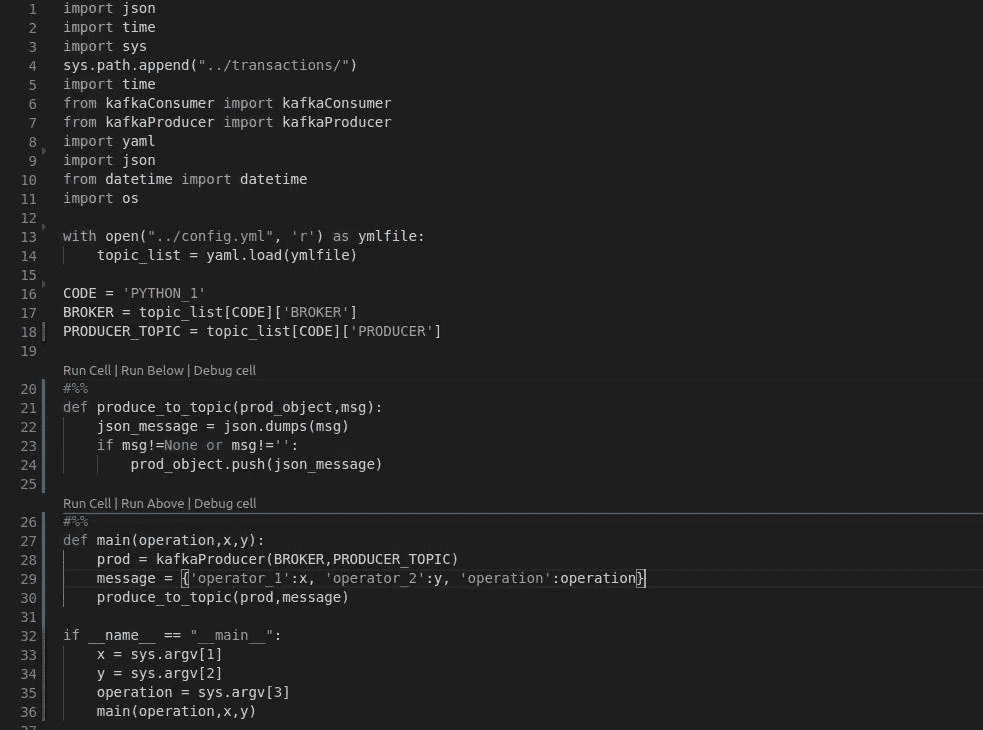 1 import json
2 import time
3 import sys
4 sys.path.append("../transactions/")
5 import time
6 from kafkaConsumer import kafkaConsumer
7 from kafkaProducer import kafkaProducer
8 import yaml
9 import json
10 from datetime import datetime
11 import os
12
13 with open("../config.yml", 'r') as ymlfile:
14     topic_list = yaml.load(ymlfile)
15
16 CODE = 'PYTHON_1'
17 BROKER = topic_list[CODE]['BROKER']
18 PRODUCER_TOPIC = topic_list[CODE]['PRODUCER']
19
Run Cell | Run Below | Debug cell
20 #%%
21 def produce_to_topic(prod_object,msg):
22     json_message = json.dumps(msg)
23     if msg!=None or msg!='':
24         prod_object.push(json_message)
25
Run Cell | Run Above | Debug cell
26 #%%
27 def main(operation,x,y):
28     prod = kafkaProducer(BROKER,PRODUCER_TOPIC)
29     message = {'operator_1':x, 'operator_2':y, 'operation':operation}
30     produce_to_topic(prod,message)
31
32 if __name__ == "__main__":
33     x = sys.argv[1]
34     y = sys.argv[2]
35     operation = sys.argv[3]
36     main(operation,x,y)
37